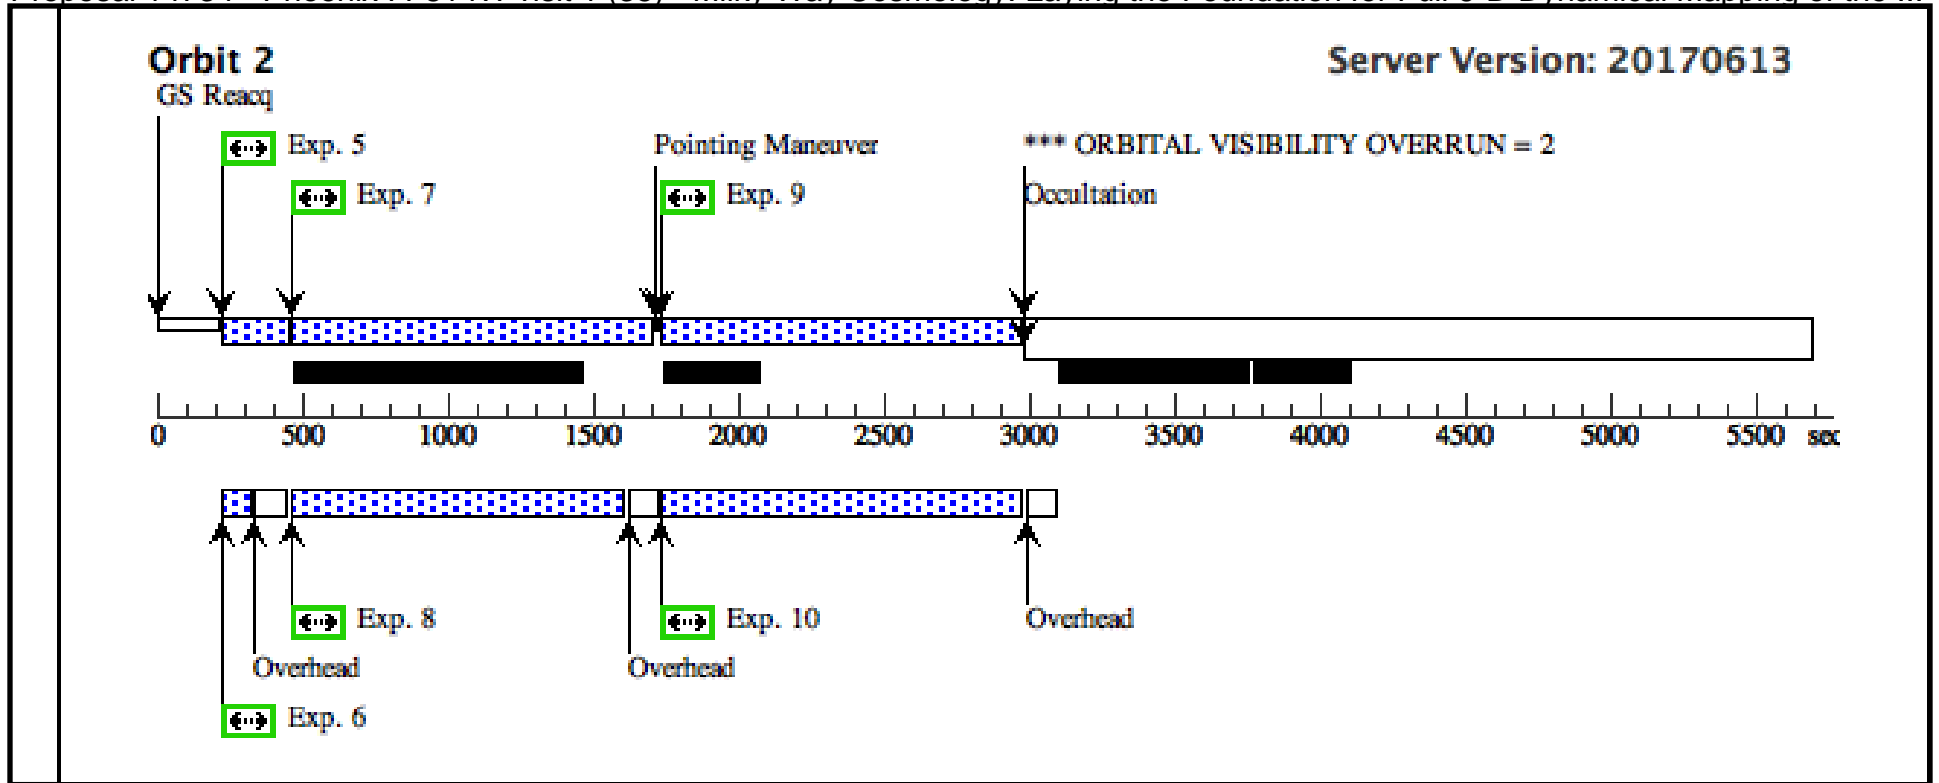 Orbit 2
Server Version: 20170613
GS Reacq
Exp. 5
Pointing Maneuver
*** ORBITAL VISIBILITY OVERRUN = 2
Exp. 7
Exp. 9
Occultation
0 500 1000 1500 2000 2500 3000 3500 4000 4500 5000 5500 sec
Exp. 8
Exp. 10
Overhead
Overhead
Overhead
Exp. 6